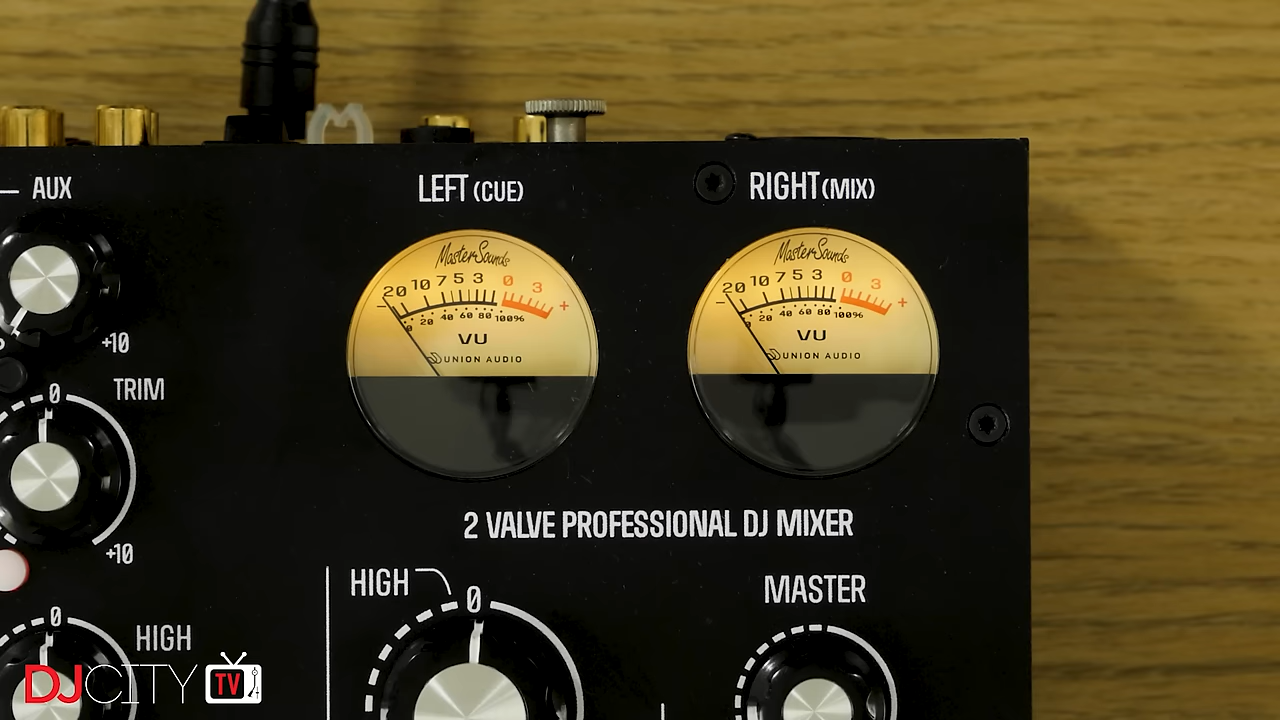 AUX
LEFT (CUE)
RIGHT (MIX)
MasterSounds
20 10 7 5 3 0 3
− +
0 20 40 60 80 100%
VU
UNION AUDIO
MasterSounds
20 10 7 5 3 0 3
− +
0 20 40 60 80 100%
VU
UNION AUDIO
+10
0
TRIM
+10
2 VALVE PROFESSIONAL DJ MIXER
HIGH
0
MASTER
0
HIGH
DJCITY TV